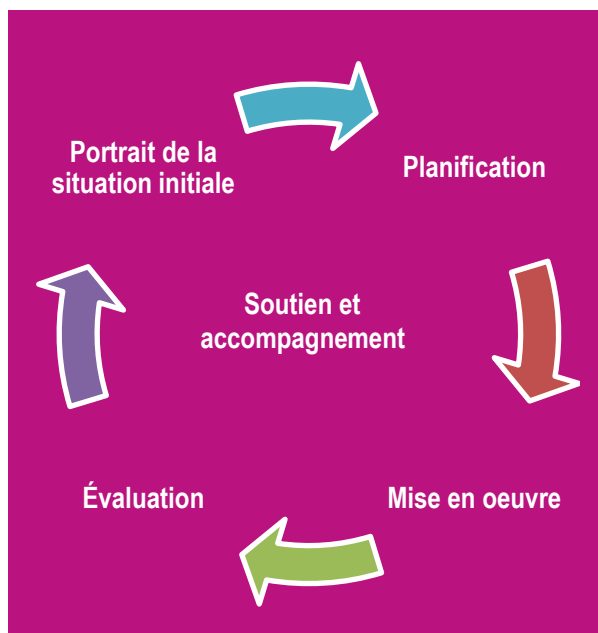 Portrait de la
situation initiale
Planification
Soutien et
accompagnement
Évaluation
Mise en oeuvre